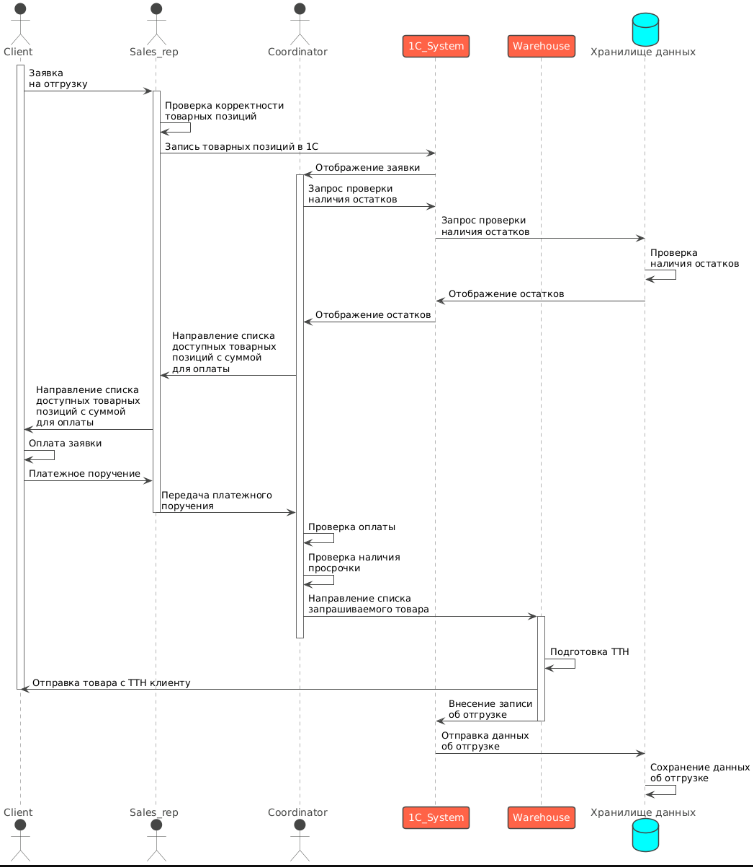 Client
Sales_rep
Coordinator
1C_System
Warehouse
Хранилище данных
Заявка
на отгрузку
Проверка корректности
товарных позиций
Запись товарных позиций в 1С
Отображение заявки
Запрос проверки
наличия остатков
Запрос проверки
наличия остатков
Проверка
наличия остатков
Отображение остатков
Отображение остатков
Направление списка
доступных товарных
позиций с суммой
для оплаты
Направление списка
доступных товарных
позиций с суммой
для оплаты
Оплата заявки
Платежное поручение
Передача платежного
поручения
Проверка оплаты
Проверка наличия
просрочки
Направление списка
запрашиваемого товара
Подготовка ТТН
Отправка товара с ТТН клиенту
Внесение записи
об отгрузке
Отправка данных
об отгрузке
Сохранение данных
об отгрузке
Client
Sales_rep
Coordinator
1C_System
Warehouse
Хранилище данных